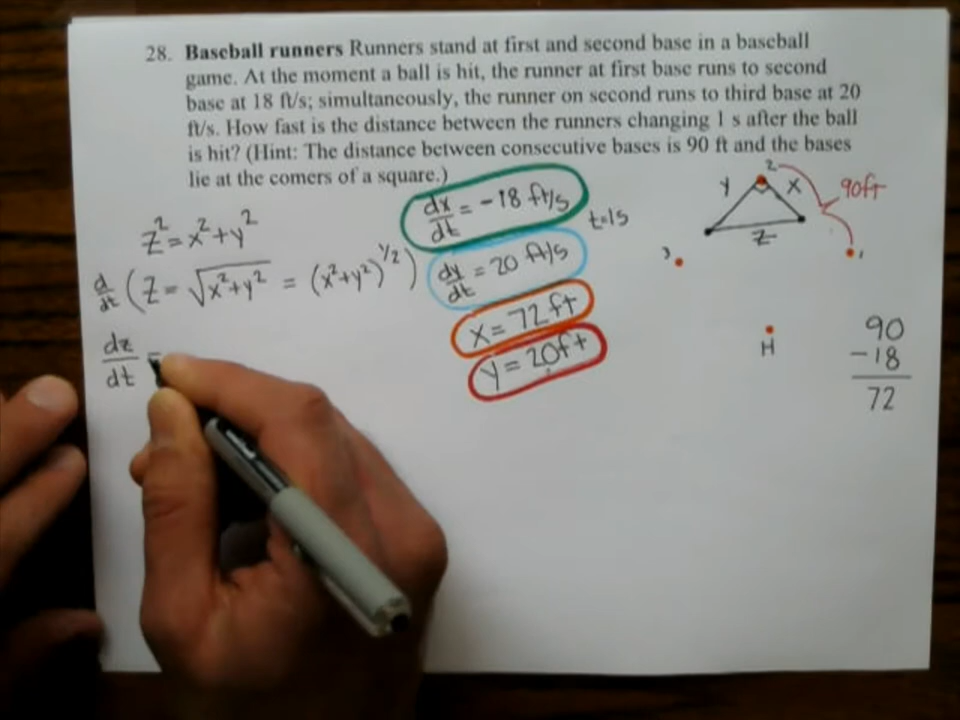 28. Baseball runners Runners stand at first and second base in a baseball
game. At the moment a ball is hit, the runner at first base runs to second
base at 18 ft/s; simultaneously, the runner on second runs to third base at 20
ft/s. How fast is the distance between the runners changing 1 s after the ball
is hit? (Hint: The distance between consecutive bases is 90 ft and the bases
lie at the comers of a square.)
z² = x² + y²
d/dt (z = √(x²+y²) = (x²+y²)^1/2)
dz/dt =
dx/dt = -18 ft/s
t=1s
dy/dt = 20 ft/s
x = 72 ft
y = 20 ft
2
y
x
90ft
z
3
1
H
90
-18
72